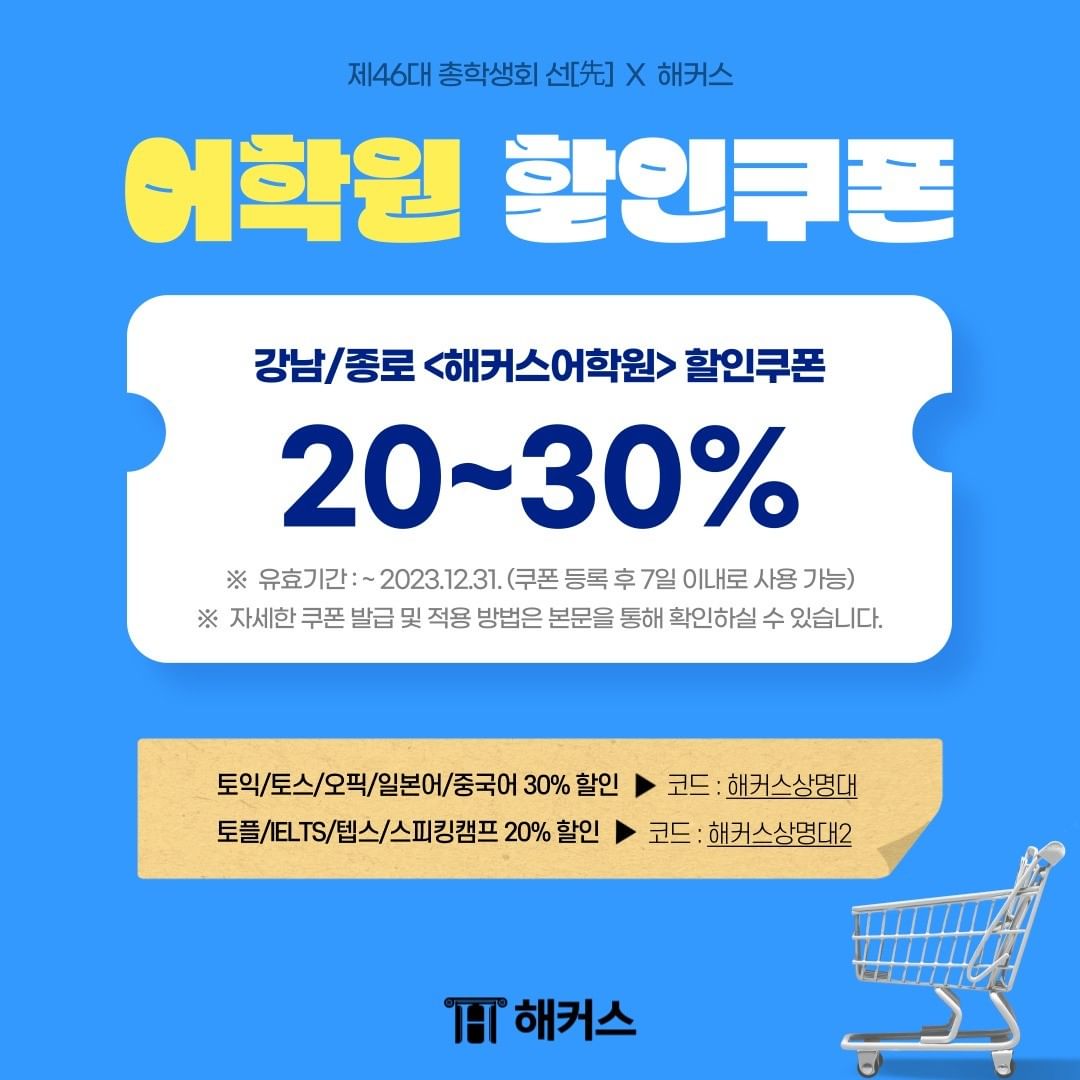 제46대 총학생회 선[先] X 해커스
어학원 할인쿠폰
강남/종로 <해커스어학원> 할인쿠폰
20~30%
※ 유효기간 : ~ 2023.12.31. (쿠폰 등록 후 7일 이내로 사용 가능)
※ 자세한 쿠폰 발급 및 적용 방법은 본문을 통해 확인하실 수 있습니다.
토익/토스/오픽/일본어/중국어 30% 할인 ▶ 코드 : 해커스상명대
토플/IELTS/텝스/스피킹캠프 20% 할인 ▶ 코드 : 해커스상명대2
해커스